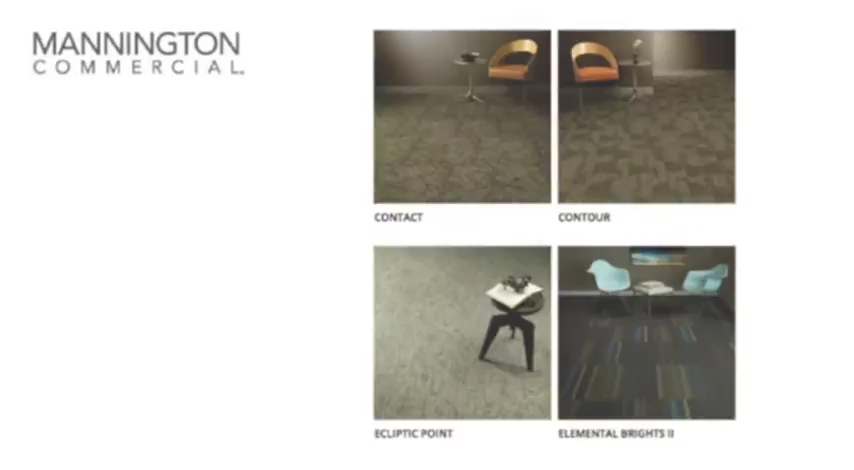 MANNINGTON
COMMERCIAL.
CONTACT
CONTOUR
ECLIPTIC POINT
ELEMENTAL BRIGHTS II